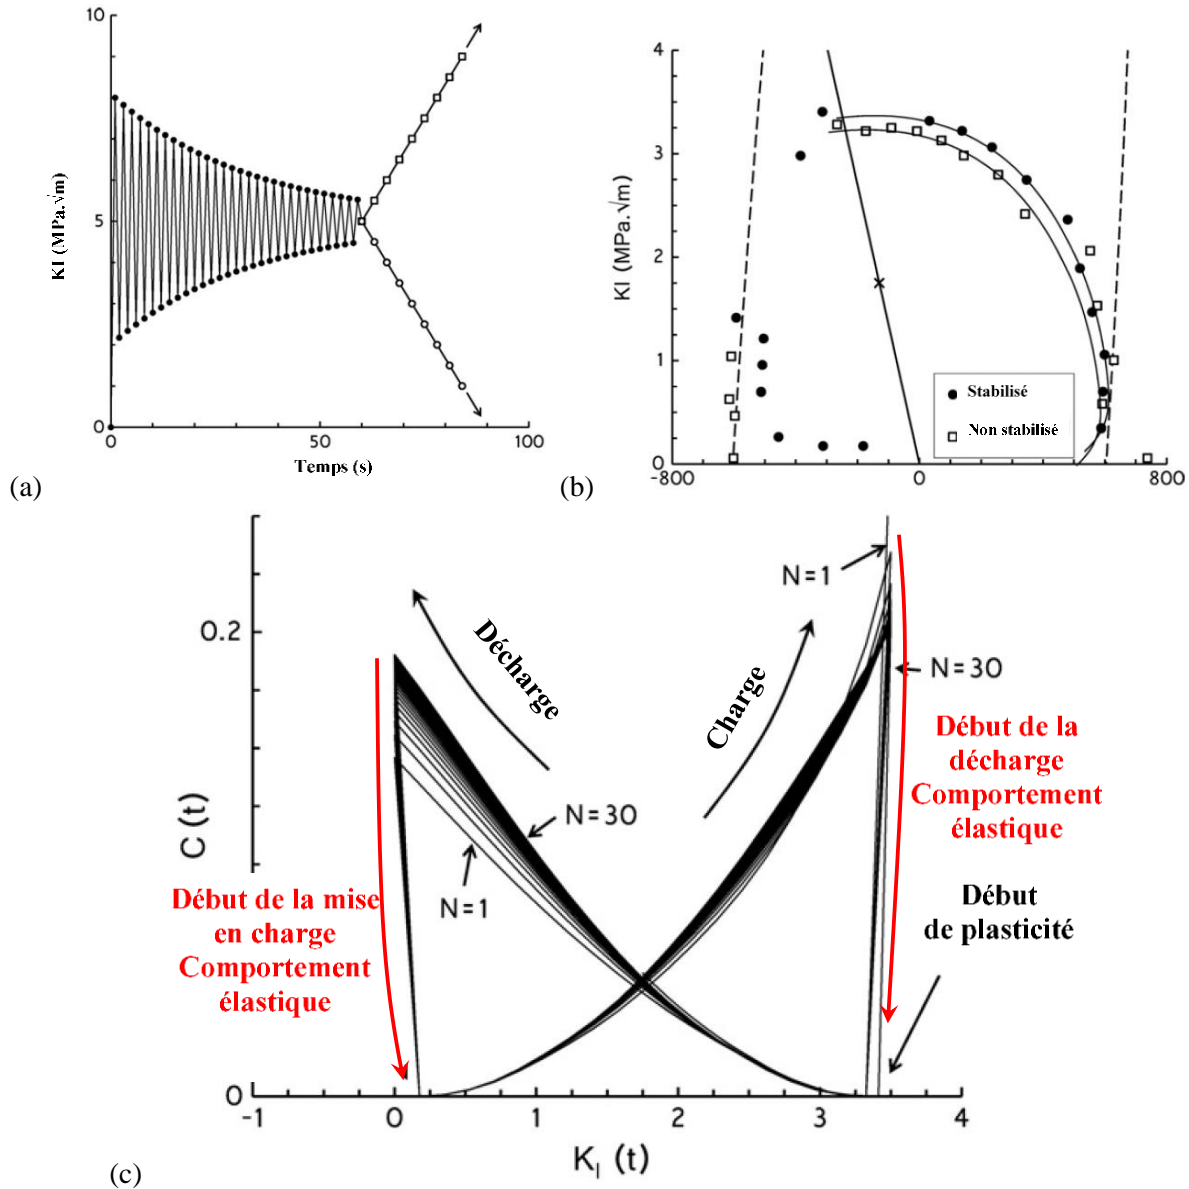 10
5
0
KI (MPa.√m)
0
50
100
Temps (s)
(a)
4
3
2
1
0
KI (MPa.√m)
Stabilisé
Non stabilisé
-800
0
800
(b)
N=1
0.2
Décharge
Charge
N=30
Début de la
décharge
Comportement
élastique
C (t)
N=30
N=1
Début de la mise
en charge
Comportement
élastique
Début
de plasticité
0
-1
0
1
2
3
4
K_I (t)
(c)